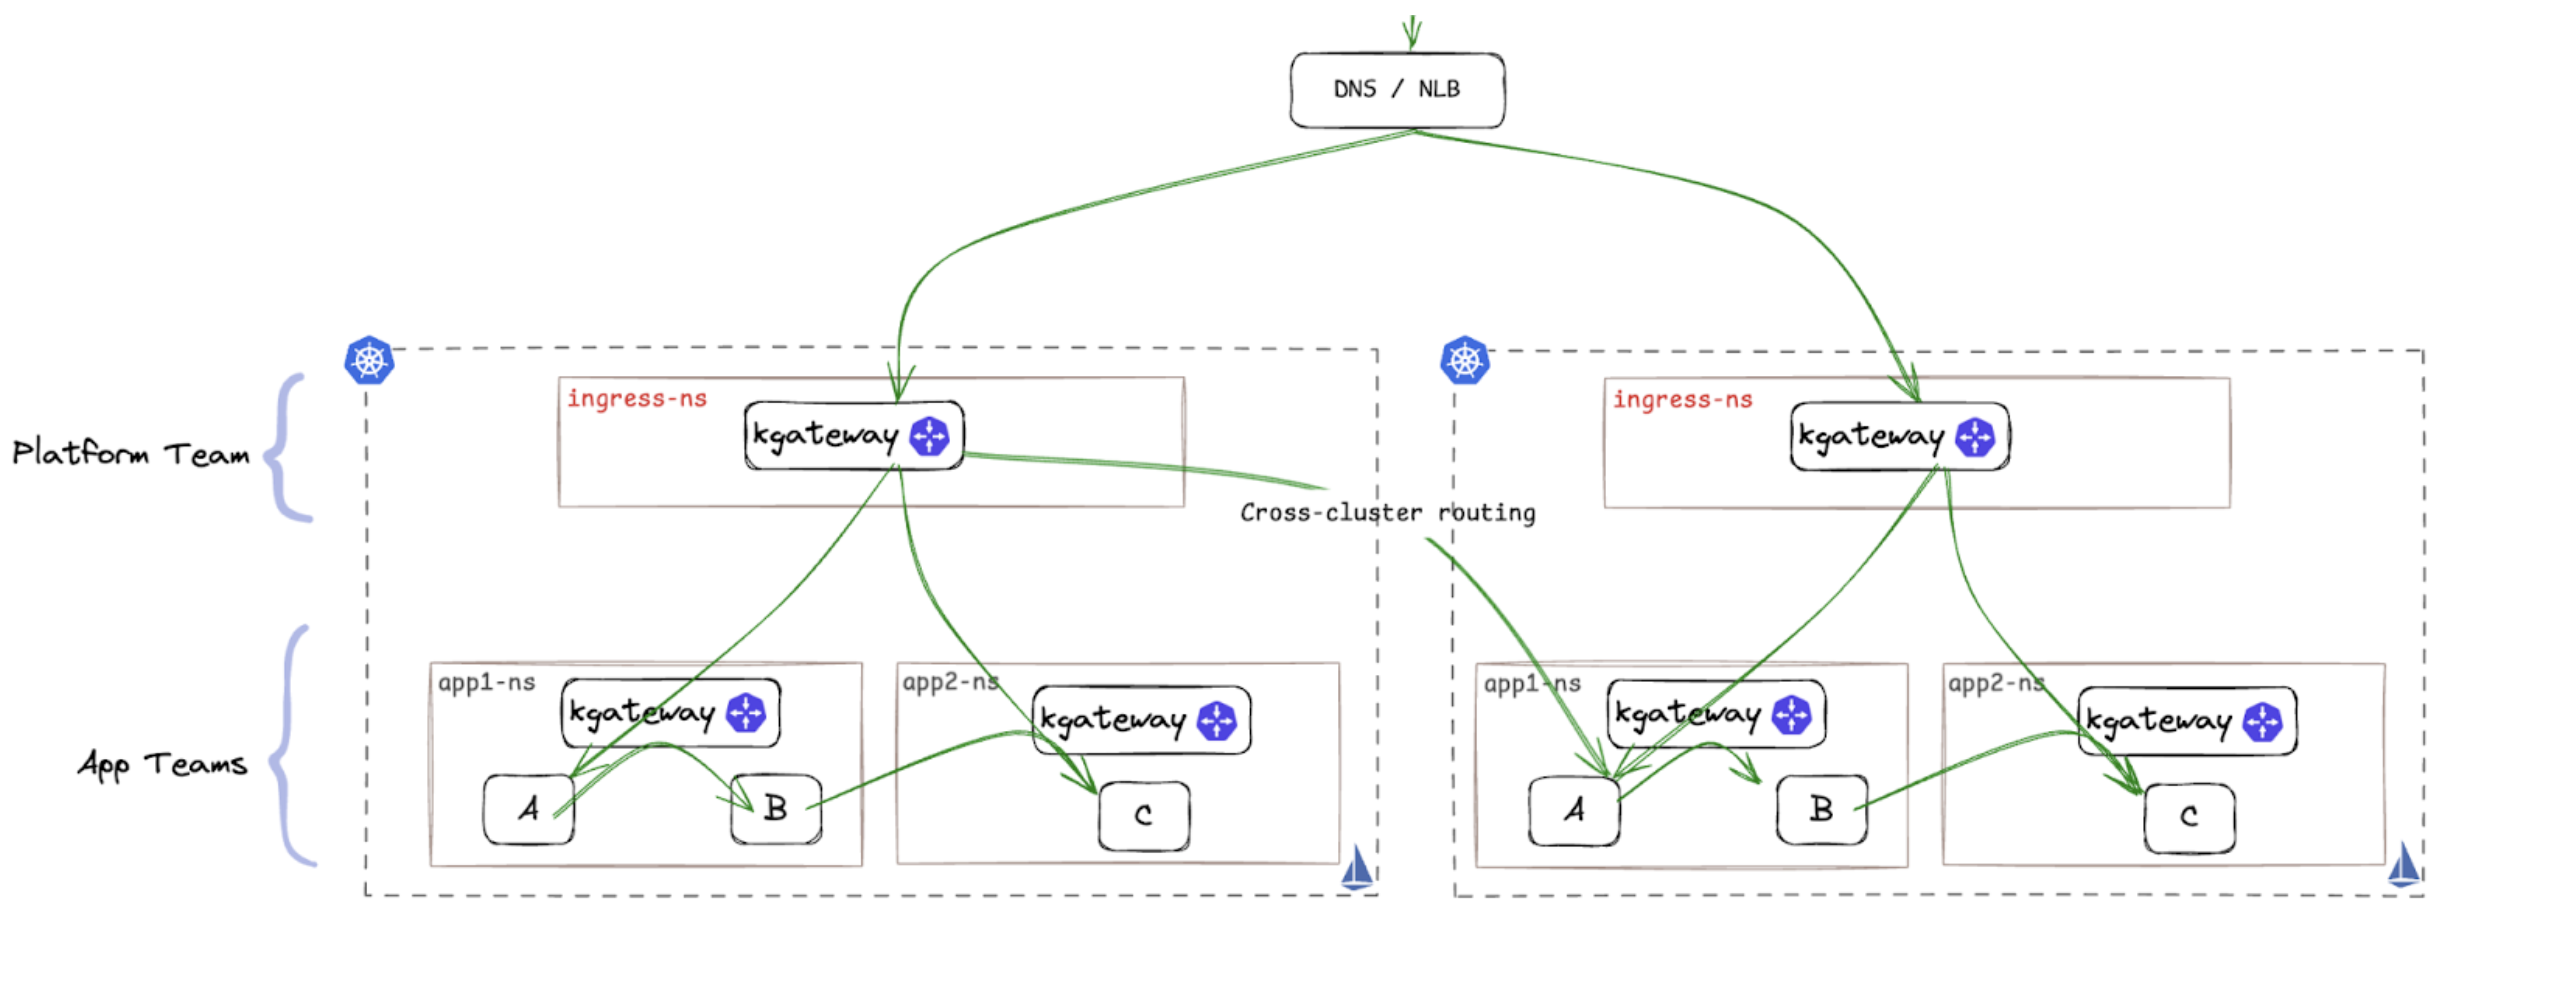 DNS / NLB
ingress-ns
kgateway
ingress-ns
kgateway
Platform Team
Cross-cluster routing
App Teams
app1-ns
kgateway
A
B
app2-ns
kgateway
C
app1-ns
kgateway
A
B
app2-ns
kgateway
C